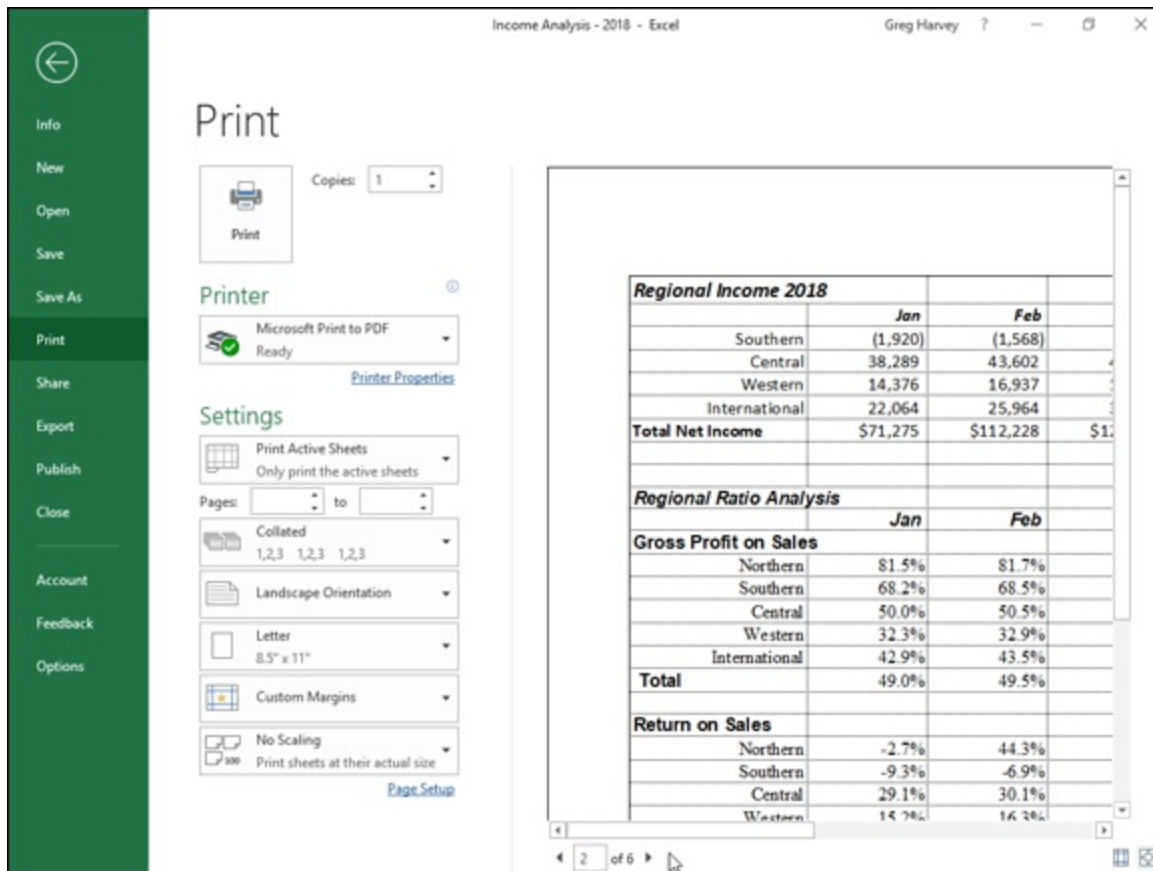 Income Analysis - 2018 - Excel
Greg Harvey ?
Info
New
Open
Save
Save As
Print
Share
Export
Publish
Close
Account
Feedback
Options
Print
Print
Copies: 1
Printer
Microsoft Print to PDF
Ready
Printer Properties
Settings
Print Active Sheets
Only print the active sheets
Pages: to
Collated
1,2,3 1,2,3 1,2,3
Landscape Orientation
Letter
8.5" x 11"
Custom Margins
No Scaling
100 Print sheets at their actual size
Page Setup
Regional Income 2018
Jan Feb
Southern (1,920) (1,568)
Central 38,289 43,602
Western 14,376 16,937
International 22,064 25,964
Total Net Income $71,275 $112,228 $12
Regional Ratio Analysis
Jan Feb
Gross Profit on Sales
Northern 81.5% 81.7%
Southern 68.2% 68.5%
Central 50.0% 50.5%
Western 32.3% 32.9%
International 42.9% 43.5%
Total 49.0% 49.5%
Return on Sales
Northern -2.7% 44.3%
Southern -9.3% -6.9%
Central 29.1% 30.1%
Western 15.2% 16.3%
2 of 6